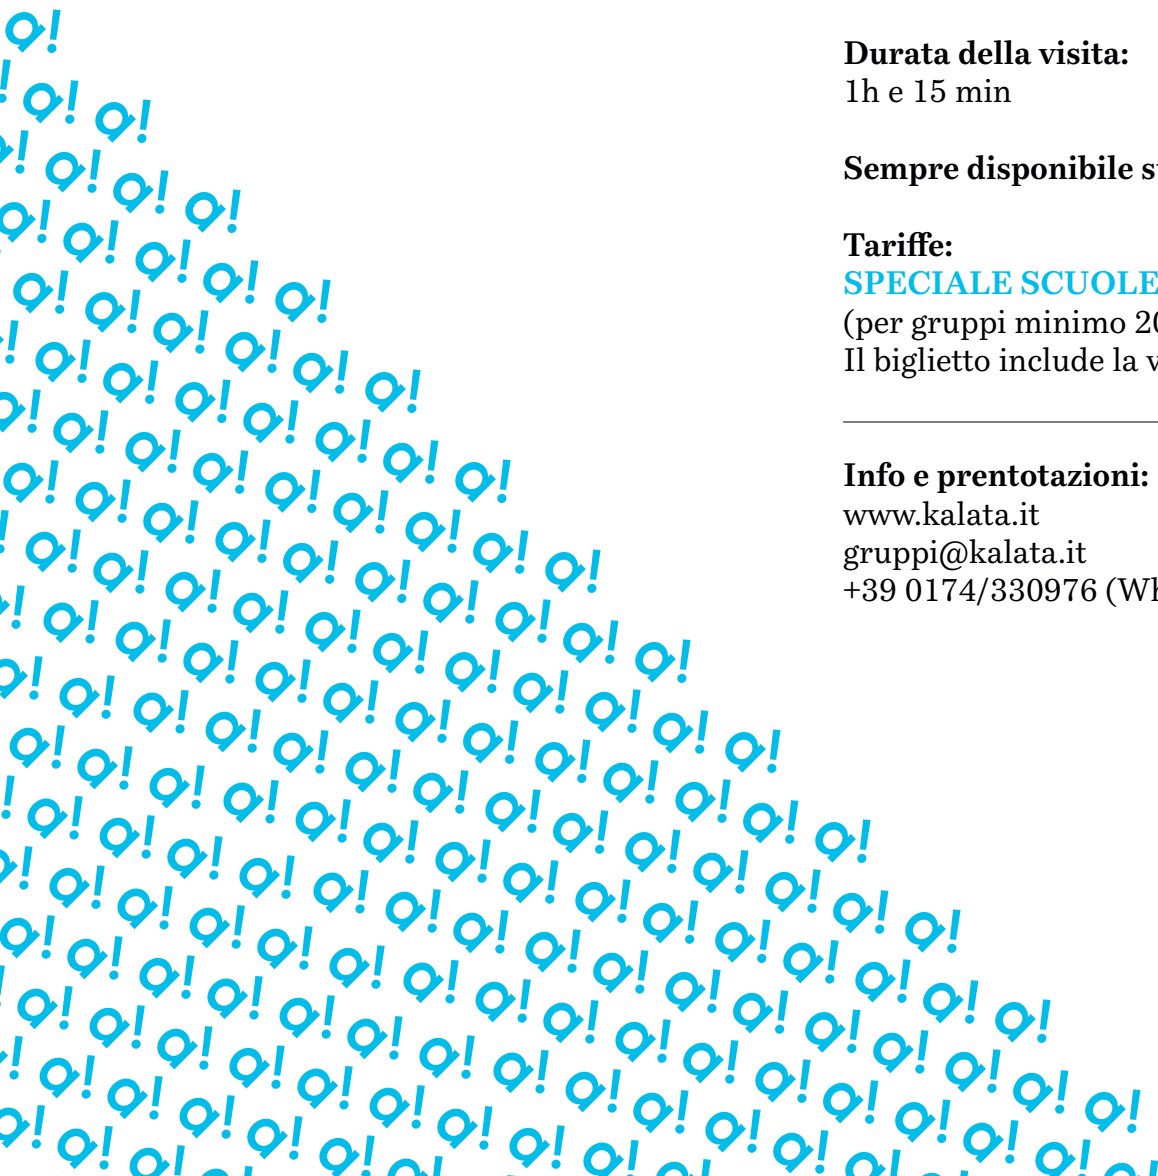 Durata della visita:
1h e 15 min
Sempre disponibile
Tariffe:
SPECIALE SCUOLE
(per gruppi minimo
Il biglietto include la
Info e prentotazioni:
www.kalata.it
gruppi@kalata.it
+39 0174/330976